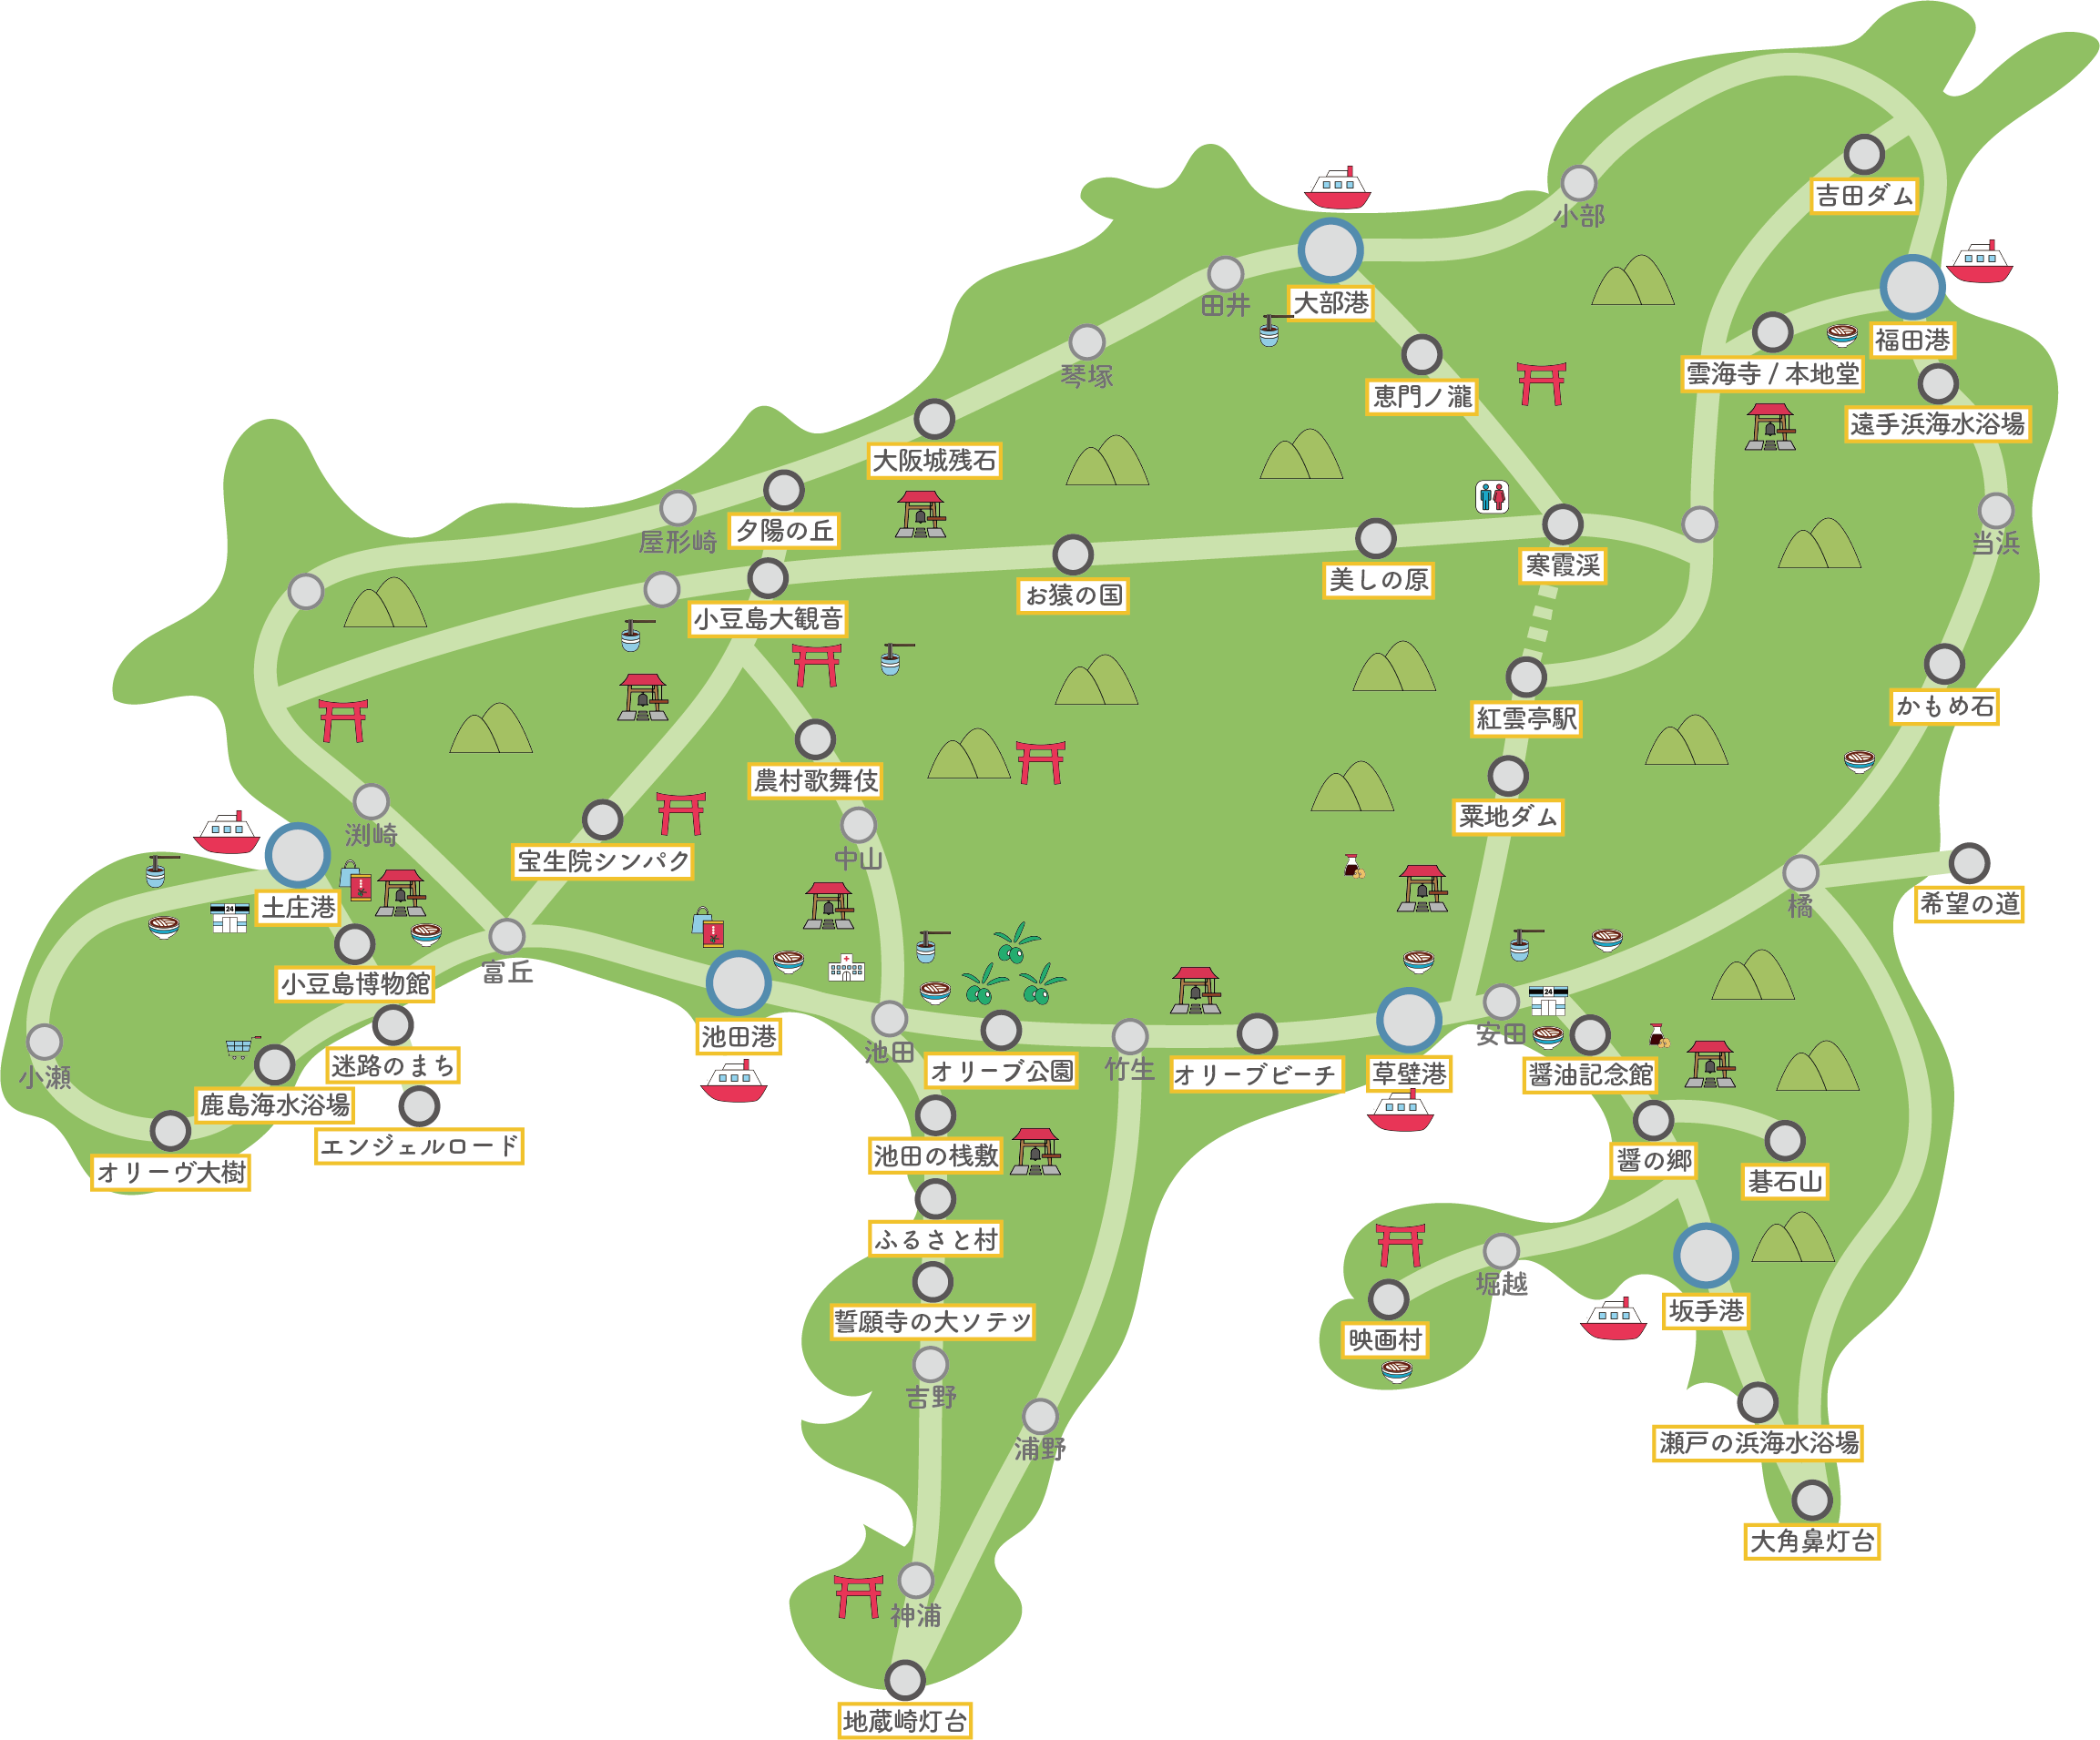 吉田ダム
小部
大部港
田井
福田港
琴塚
恵門ノ瀧
雲海寺 / 本地堂
遠手浜海水浴場
大阪城残石
夕陽の丘
屋形崎
当浜
寒霞渓
美しの原
お猿の国
小豆島大観音
かもめ石
紅雲亭駅
農村歌舞伎
粟地ダム
渕崎
宝生院シンパク
中山
土庄港
24
希望の道
橘
小豆島博物館
富丘
池田港
池田
オリーブ公園
竹生
オリーブビーチ
草壁港
安田
24
醤油記念館
小瀬
迷路のまち
鹿島海水浴場
エンジェルロード
オリーヴ大樹
池田の桟敷
醤の郷
碁石山
ふるさと村
堀越
坂手港
誓願寺の大ソテツ
映画村
吉野
浦野
瀬戸の浜海水浴場
大角鼻灯台
神浦
地蔵崎灯台